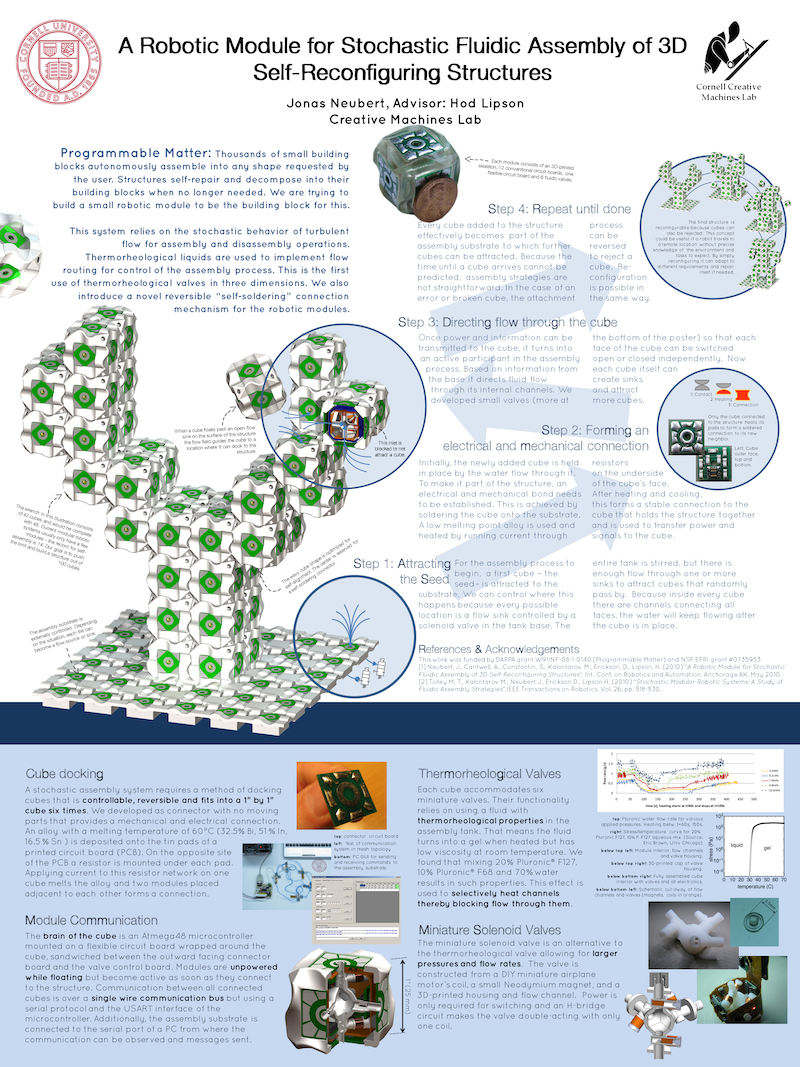 CORNELL UNIVERSITY
FOUNDED A.D. 1865
A Robotic Module for Stochastic Fluidic Assembly of 3D
Self-Reconfiguring Structures
Jonas Neubert, Advisor: Hod Lipson
Creative Machines Lab
Cornell Creative
Machines Lab
Programmable Matter: Thousands of small building
blocks autonomously assemble into any shape requested by
the user. Structures self-repair and decompose into their
building blocks when no longer needed. We are trying to
build a small robotic module to be the building block for this.
This system relies on the stochastic behavior of turbulent
flow for assembly and disassembly operations.
Thermorheological liquids are used to implement flow
routing for control of the assembly process. This is the first
use of thermorheological valves in three dimensions. We also
introduce a novel reversible "self-soldering" connection
mechanism for the robotic modules.
Each module consists of an 3D-printed
skeleton, 12 conventional circuit boards, one
flexible circuit board and 6 fluidic valves.
The final structure is
reconfigurable because cubes can
also be rejected. This concept
could be useful if a robot travels to
a remote location without precise
knowledge of the environment and
tasks to expect. By simply
reconfiguring it can adapt to
different requirements and repair
itself if needed.
Step 4: Repeat until done
Every cube added to the structure
effectively becomes part of the
assembly substrate to which further
cubes can be attracted. Because the
time until a cube arrives cannot be
predicted, assembly strategies are
not straightforward. In the case of an
error or broken cube, the attachment
process
can be
reversed
to reject a
cube. Re-
configuration
is possible in
the same way.
Step 3: Directing flow through the cube
Once power and information can be
transmitted to the cube, it turns into
an active participant in the assembly
process. Based on information from
the base it directs fluid flow
through its internal channels. We
developed small valves (more at
the bottom of the poster) so that each
face of the cube can be switched
open or closed independently. Now
each cube itself can
create sinks
and attract
more cubes.
When a cube floats past an open flow
sink on the surface of the structure
the flow field guides the cube to a
location where it can dock to the
structure.
This inlet is
blocked to not
attract a cube.
1: Contact
2: Heating
3: Connection
Only the cube connected
to the structure heats its
pads to form a soldered
connection to its new
neighbor.
Left: Cube
outer face,
top and
bottom.
Step 2: Forming an
electrical and mechanical connection
Initially, the newly added cube is held
in place by the water flow through it.
To make it part of the structure, an
electrical and mechanical bond needs
to be established. This is achieved by
soldering the cube onto the substrate.
A low melting point alloy is used and
heated by running current through
resistors
on the underside
of the cube's face.
After heating and cooling,
this forms a stable connection to the
cube that holds the structure together
and is used to transfer power and
signals to the cube.
The wrench in this illustration consists
of 42 cubes and would be complete
with 48. Current modular robotic
systems usually only have a few
modules – the record for self-
assembly is 14. Our goal is to push
the limit and build a structure out of
100 cubes.
The wavy cube shape is optimized for
self-alignment. The center is reserved for
a self-soldering connector.
The assembly substrate is
externally controlled. Depending
on the situation, each tile can
become a flow source or sink.
Step 1: Attracting
the Seed
For the assembly process to
begin, a first cube – the
seed– is attracted to the
substrate. We can control where this
happens because every possible
location is a flow sink controlled by a
solenoid valve in the tank base. The
entire tank is stirred, but there is
enough flow through one or more
sinks to attract cubes that randomly
pass by. Because inside every cube
there are channels connecting all
faces, the water will keep flowing after
the cube is in place.
References & Acknowledgements
This work was funded by DARPA grant W911NF-08-1-0140 (Programmable Matter) and NSF EFRI grant #0735953.
[1] Neubert, J., Cantwell, A., Constantin, S., Kalontarov, M., Erickson, D., Lipson, H. (2010) "A Robotic Module for Stochastic
Fluidic Assembly of 3D Self-Reconfiguring Structures", Int. Conf. on Robotics and Automation, Anchorage AK, May 2010.
[2] Tolley M. T., Kalontarov M., Neubert J., Erickson D., Lipson H. (2010) "Stochastic Modular Robotic Systems: A Study of
Fluidic Assembly Strategies", IEEE Transactions on Robotics, Vol. 26, pp. 518-530.
Cube docking
A stochastic assembly system requires a method of docking
cubes that is controllable, reversible and fits into a 1" by 1"
cube six times. We developed as connector with no moving
parts that provides a mechanical and electrical connection.
An alloy with a melting temperature of 60°C (32.5% Bi, 51% In,
16.5% Sn ) is deposited onto the tin pads of a
printed circuit board (PCB). On the opposite site
of the PCB a resistor is mounted under each pad.
Applying current to this resistor network on one
cube melts the alloy and two modules placed
adjacent to each other forms a connection.
top: connector circuit board
left: Test of communication
system in mesh topology
bottom: PC GUI for sending
and receiving commands to
the assembly substrate
Module Communication
The brain of the cube is an Atmega48 microcontroller
mounted on a flexible circuit board wrapped around the
cube, sandwiched between the outward facing connector
board and the valve control board. Modules are unpowered
while floating but become active as soon as they connect
to the structure. Communication between all connected
cubes is over a single wire communication bus but using a
serial protocol and the USART interface of the
microcontroller. Additionally, the assembly substrate is
connected to the serial port of a PC from where the
communication can be observed and messages sent.
1" (25 mm)
Thermorheological Valves
Each cube accommodates six
miniature valves. Their functionality
relies on using a fluid with
thermorheological properties in the
assembly tank. That means the fluid
turns into a gel when heated but has
low viscosity at room temperature. We
found that mixing 20% Pluronic® F127,
10% Pluronic® F68 and 70% water
results in such properties. This effect is
used to selectively heat channels
thereby blocking flow through them.
0 50 100 150 200 250 300 350 400 450 500
top: Pluronic water flow rate for various
right: Stress/temperature curve for 20%
below top left: Module interior, flow channels
and valve housing.
below top right: 3D-printed cap of valve
housing.
below bottom right: Fully assembled cube
interior with valves and all electronics.
below bottom left: Schematic cut-away of flow
channels and valves (magnets, coils in orange).
stress (Pa)
liquid
gel
0 10 20 30 40 50 60 70
temperature (C)
Miniature Solenoid Valves
The miniature solenoid valve is an alternative to
the thermorheological valve allowing for larger
pressures and flow rates. The valve is
constructed from a DIY miniature airplane
motor's coil, a small Neodymium magnet, and a
3D-printed housing and flow channel. Power is
only required for switching and an H-bridge
circuit makes the valve double-acting with only
one coil.